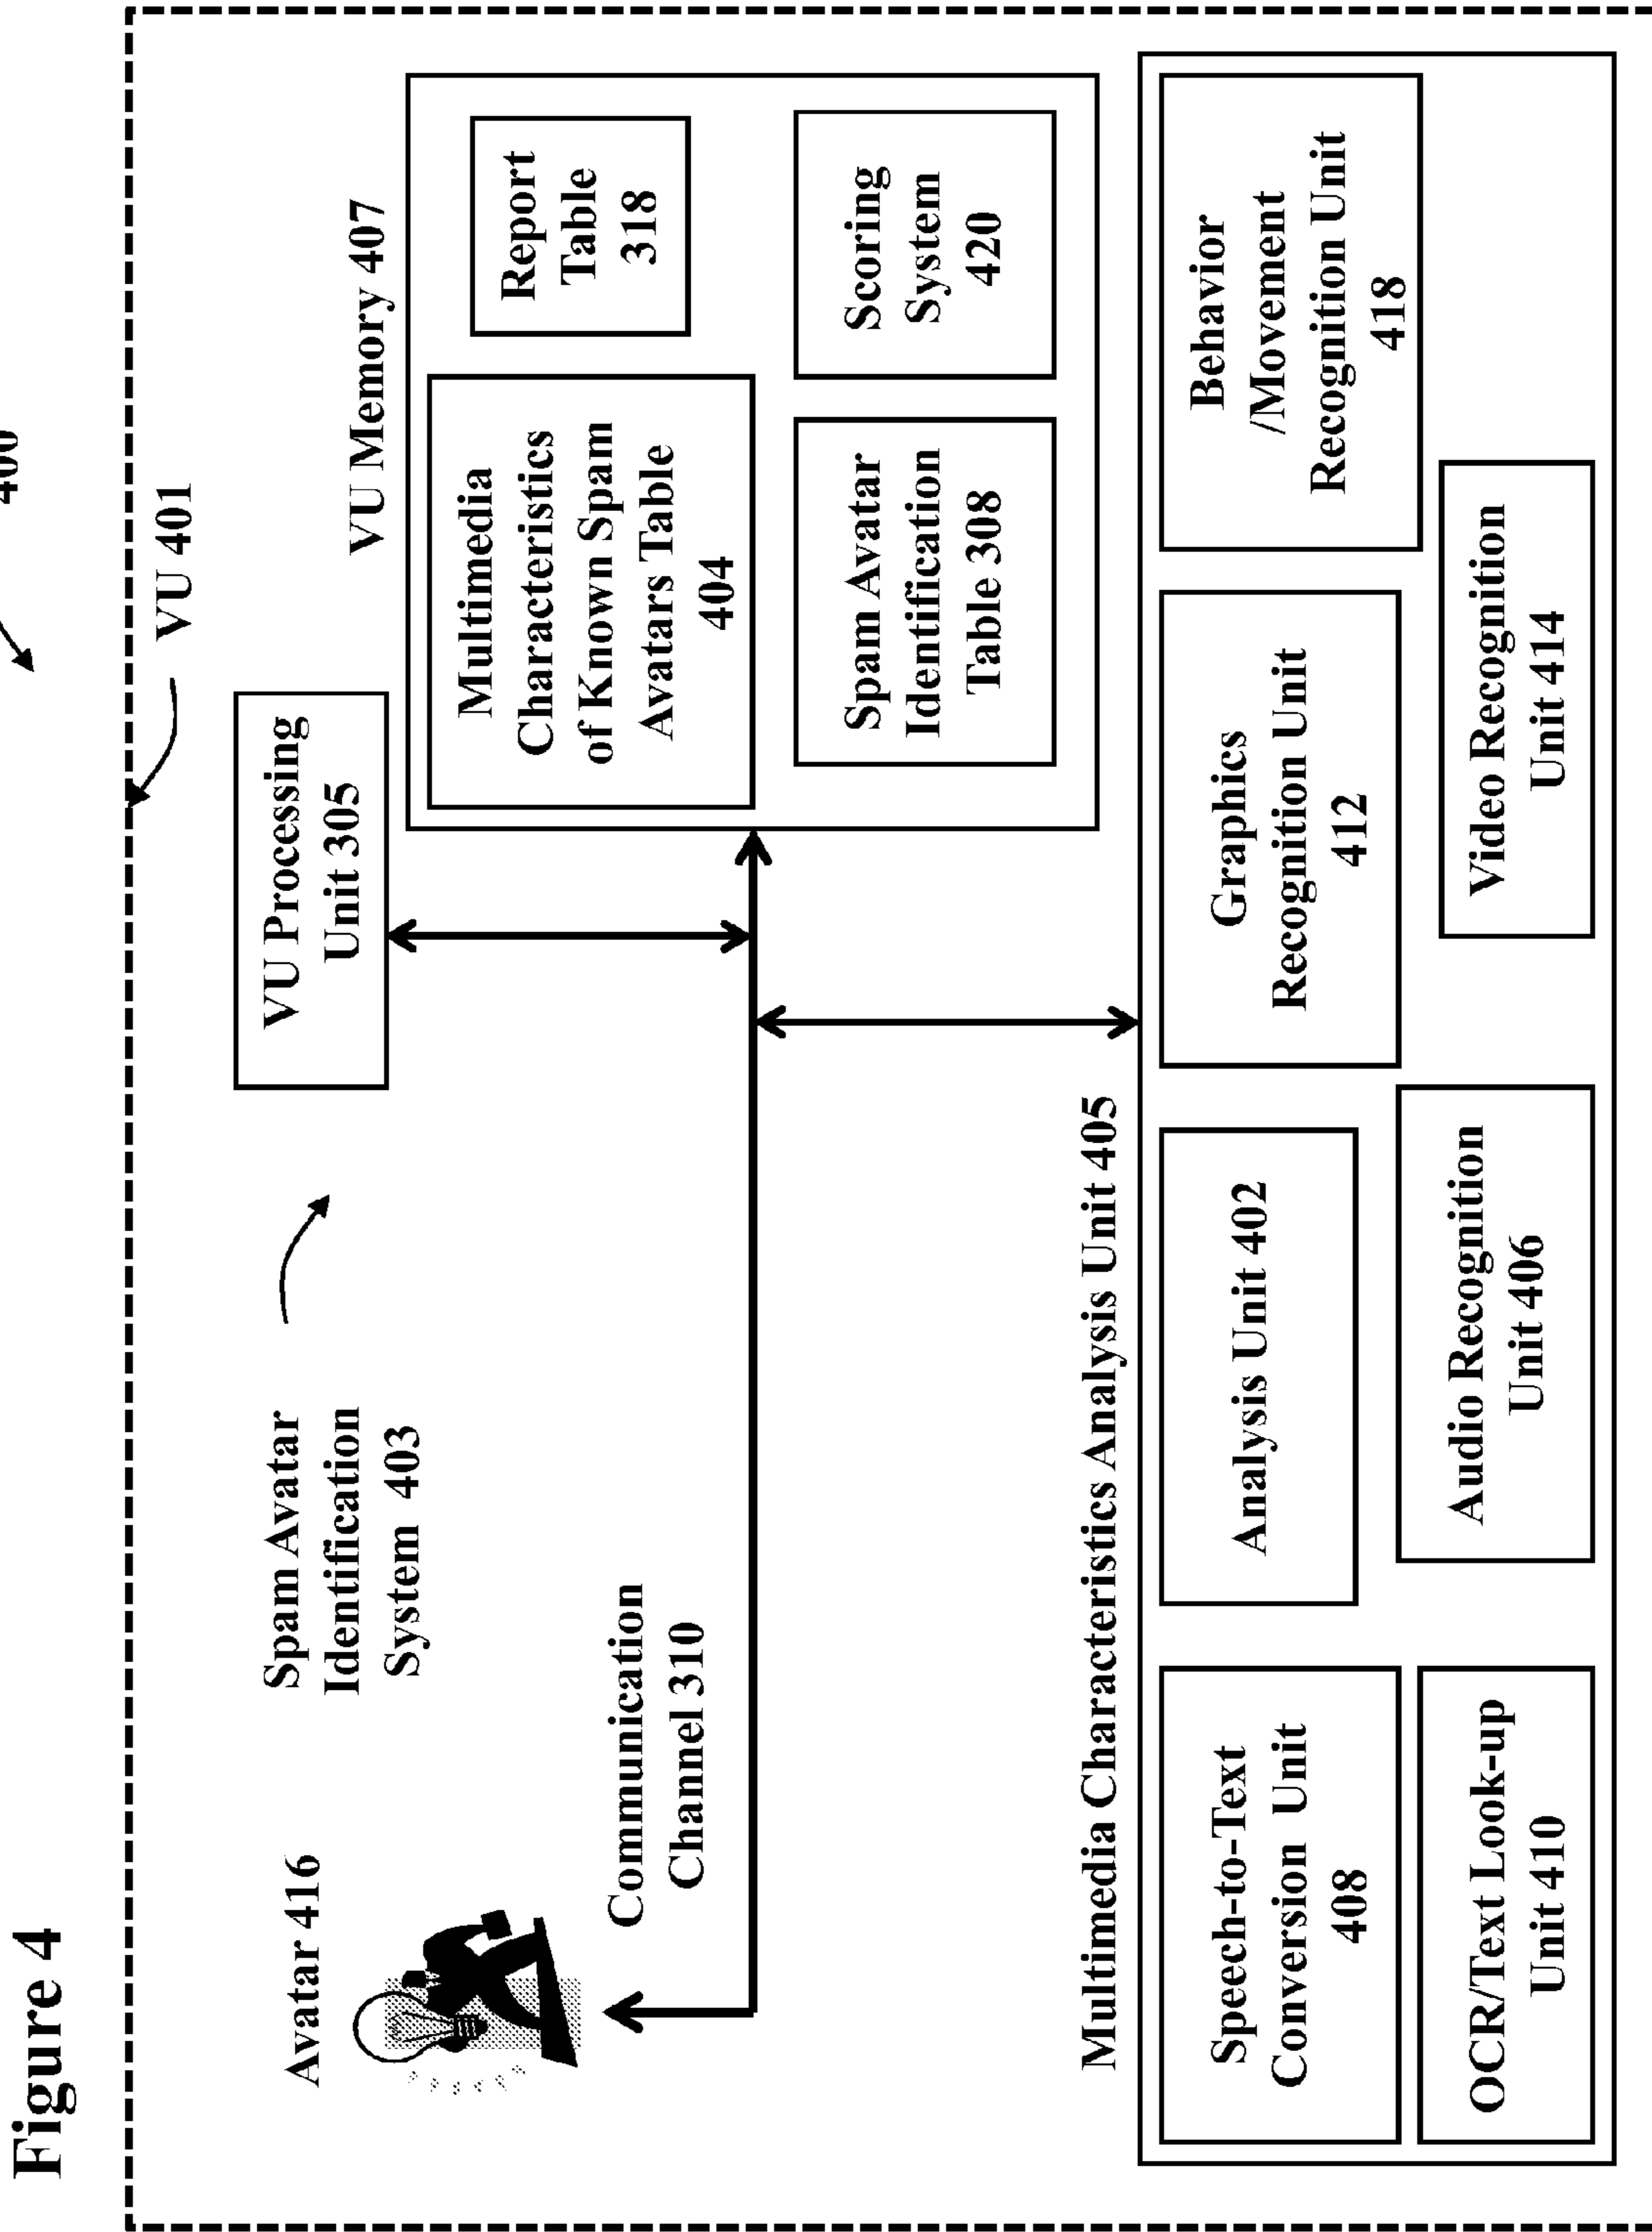 Figure 4
400
VU 401
Avatar 416
Spam Avatar
Identification
System 403
VU Processing
Unit 305
VU Memory 407
Multimedia
Characteristics
of Known Spam
Avatars Table
404
Report
Table
318
Spam Avatar
Identification
Table 308
Scoring
System
420
Communication
Channel 310
Multimedia Characteristics Analysis Unit 405
Speech-to-Text
Conversion Unit
408
Analysis Unit 402
Graphics
Recognition Unit
412
Behavior
/Movement
Recognition Unit
418
OCR/Text Look-up
Unit 410
Audio Recognition
Unit 406
Video Recognition
Unit 414